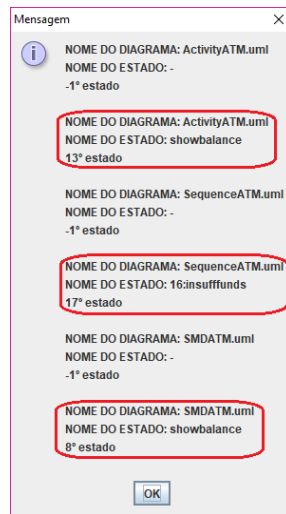 Mensagem
NOME DO DIAGRAMA: ActivityATM.uml
NOME DO ESTADO: -
-1º estado
NOME DO DIAGRAMA: ActivityATM.uml
NOME DO ESTADO: showbalance
13º estado
NOME DO DIAGRAMA: SequenceATM.uml
NOME DO ESTADO: -
-1º estado
NOME DO DIAGRAMA: SequenceATM.uml
NOME DO ESTADO: 16:insufffunds
17º estado
NOME DO DIAGRAMA: SMDATM.uml
NOME DO ESTADO: -
-1º estado
NOME DO DIAGRAMA: SMDATM.uml
NOME DO ESTADO: showbalance
8º estado
OK